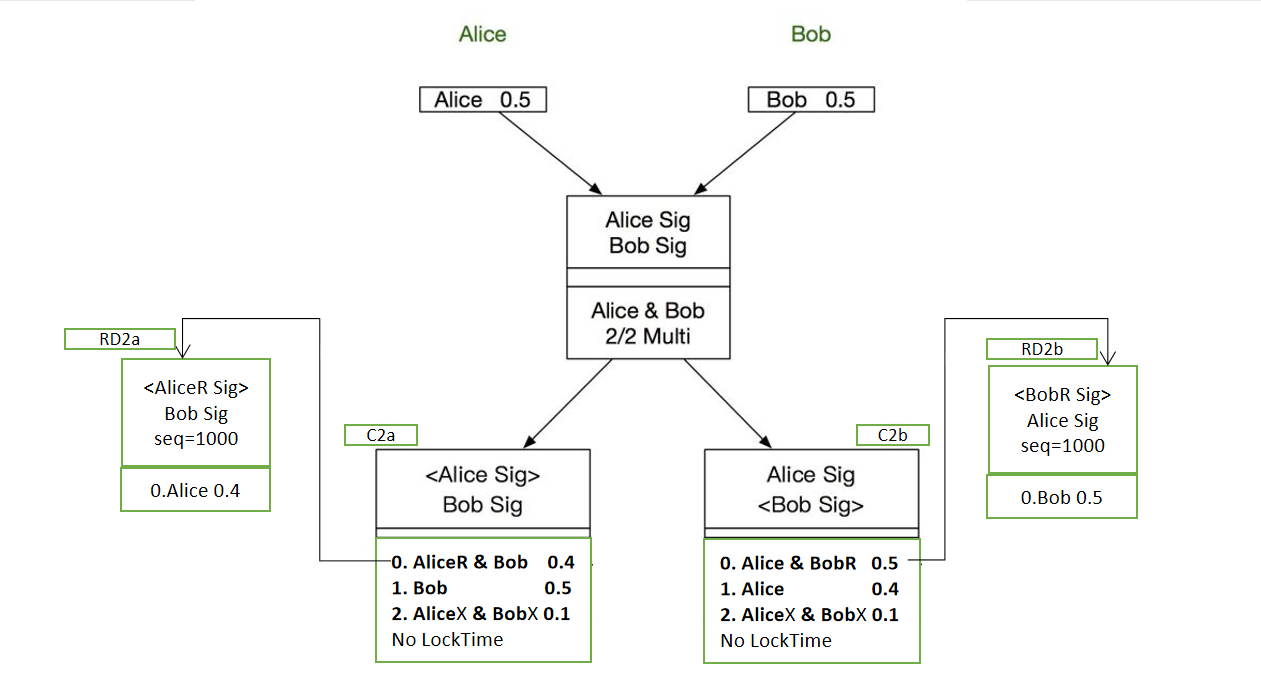 Alice
Bob
Alice 0.5
Bob 0.5
Alice Sig
Bob Sig
Alice & Bob
2/2 Multi
RD2a
<AliceR Sig>
Bob Sig
seq=1000
0.Alice 0.4
RD2b
<BobR Sig>
Alice Sig
seq=1000
0.Bob 0.5
C2a
<Alice Sig>
Bob Sig
0. AliceR & Bob 0.4
1. Bob 0.5
2. AliceX & BobX 0.1
No LockTime
C2b
Alice Sig
<Bob Sig>
0. Alice & BobR 0.5
1. Alice 0.4
2. AliceX & BobX 0.1
No LockTime